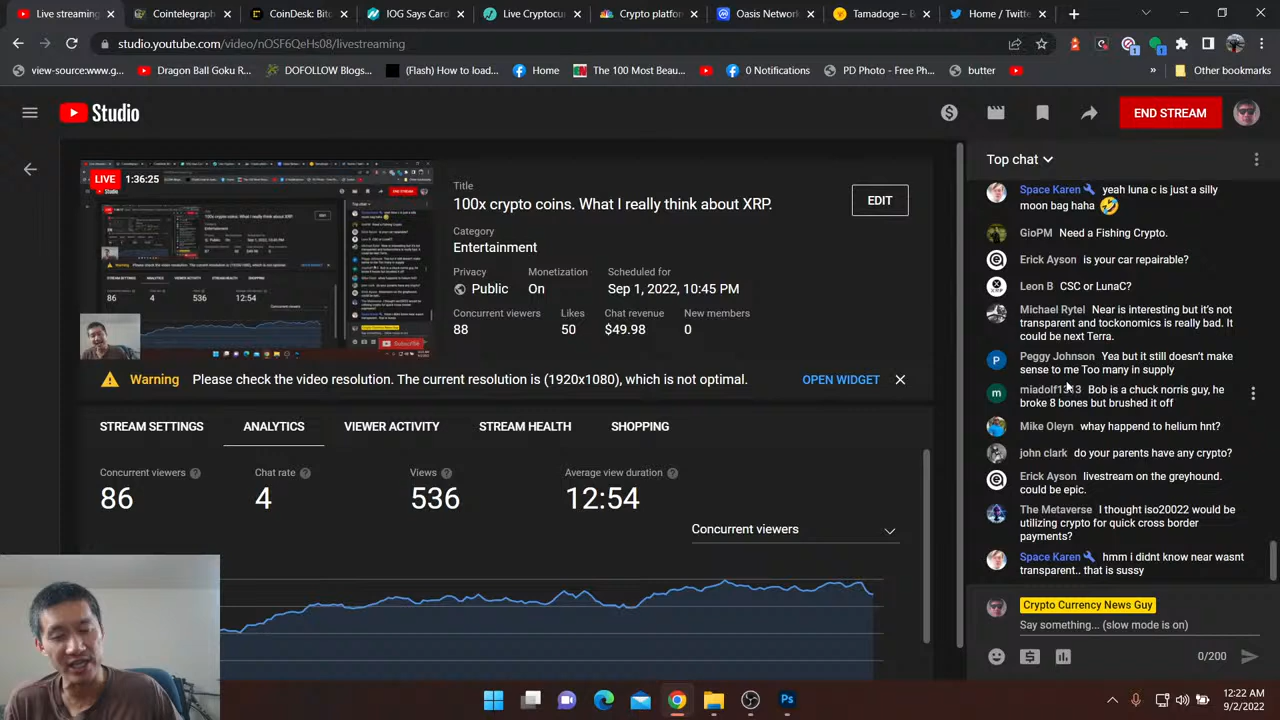 Live streaming
Cointelegraph
CoinDesk: Bitc
IOG Says Card
Live Cryptocur
Crypto platfor
Oasis Network
Tamadoge – B
Home / Twitte
studio.youtube.com/video/nOSF6QeHs08/livestreaming
view-source:www.g...
Dragon Ball Goku R...
DOFOLLOW Blogs...
(Flash) How to lck...
Home
The 100 Most Beau...
0 Notifications
PD Photo - Free Ph...
butter
»
Other bookmarks
Studio
END STREAM
LIVE 1:36:25
Title
100x crypto coins. What I really think about XRP.
EDIT
Category
Entertainment
Public
On
Sep 1, 2022, 10:45 PM
Concurrent viewers
Likes
Chat revenue
New members
88
50
$49.98
0
Warning Please check the video resolution. The current resolution is (1920x1080), which is not optimal.
OPEN WIDGET
STREAM SETTINGS
ANALYTICS
VIEWER ACTIVITY
STREAM HEALTH
SHOPPING
Concurrent viewers
Chat rate
Views
Average view duration
86
4
536
12:54
Concurrent viewers
Top chat
Space Karen yeah luna c is just a silly
moon bag haha 🤣
GioPM Need a Fishing Crypto.
Erick Ayson is your car repairable?
Leon B CSC or lunaC?
Michael Ryan Near is interesting but it's not
transparent and tockonomics is really bad. It
could be next Terra.
Peggy Johnson Yea but it still doesn't make
sense to me Too many in supply
miadolf1313 Bob is a chuck norris guy, he
broke 8 bones but brushed it off
Mike Oleyn whay happend to helium hnt?
john clark do your parents have any crypto?
Erick Ayson livestream on the greyhound.
could be epic.
The Metaverse I thought iso20022 would be
utilizing crypto for quick cross border
payments?
Space Karen hmm i didnt know near wasnt
transparent.. that is sussy
Crypto Currency News Guy
Say something... (slow mode is on)
0/200
12:22 AM
9/2/2022